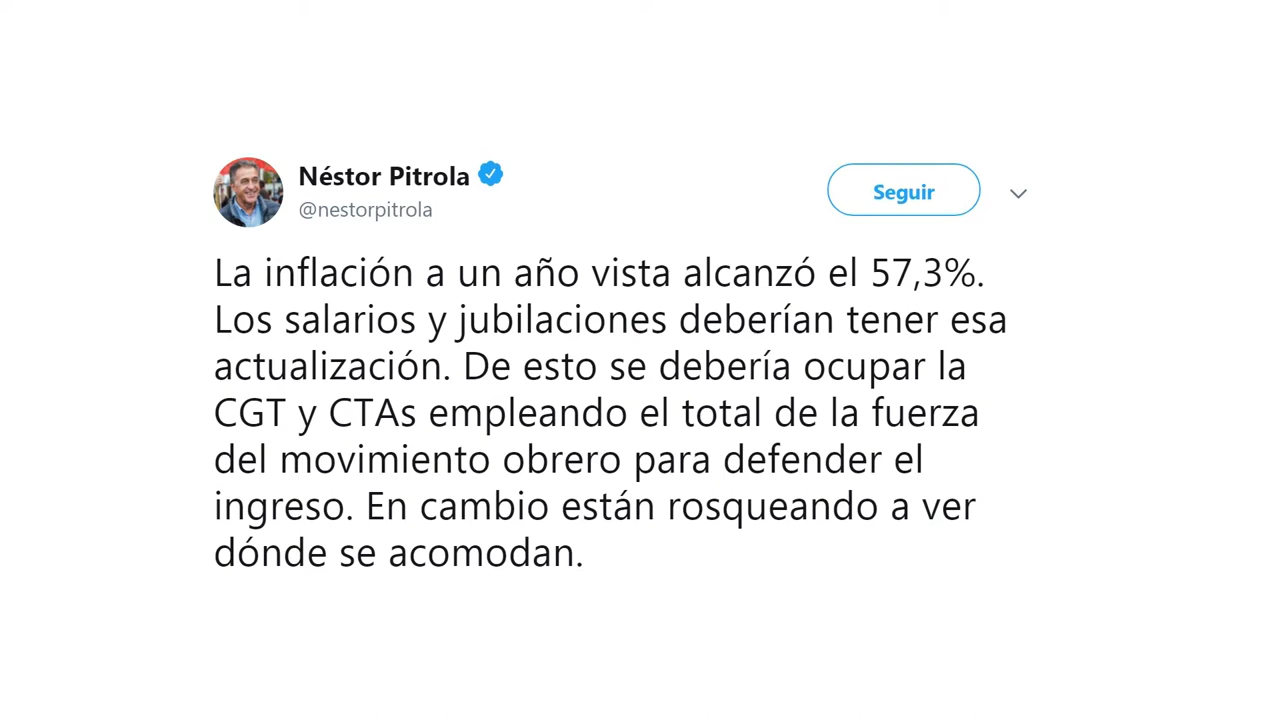 Néstor Pitrola
@nestorpitrola
Seguir
La inflación a un año vista alcanzó el 57,3%.
Los salarios y jubilaciones deberían tener esa
actualización. De esto se debería ocupar la
CGT y CTAs empleando el total de la fuerza
del movimiento obrero para defender el
ingreso. En cambio están rosqueando a ver
dónde se acomodan.